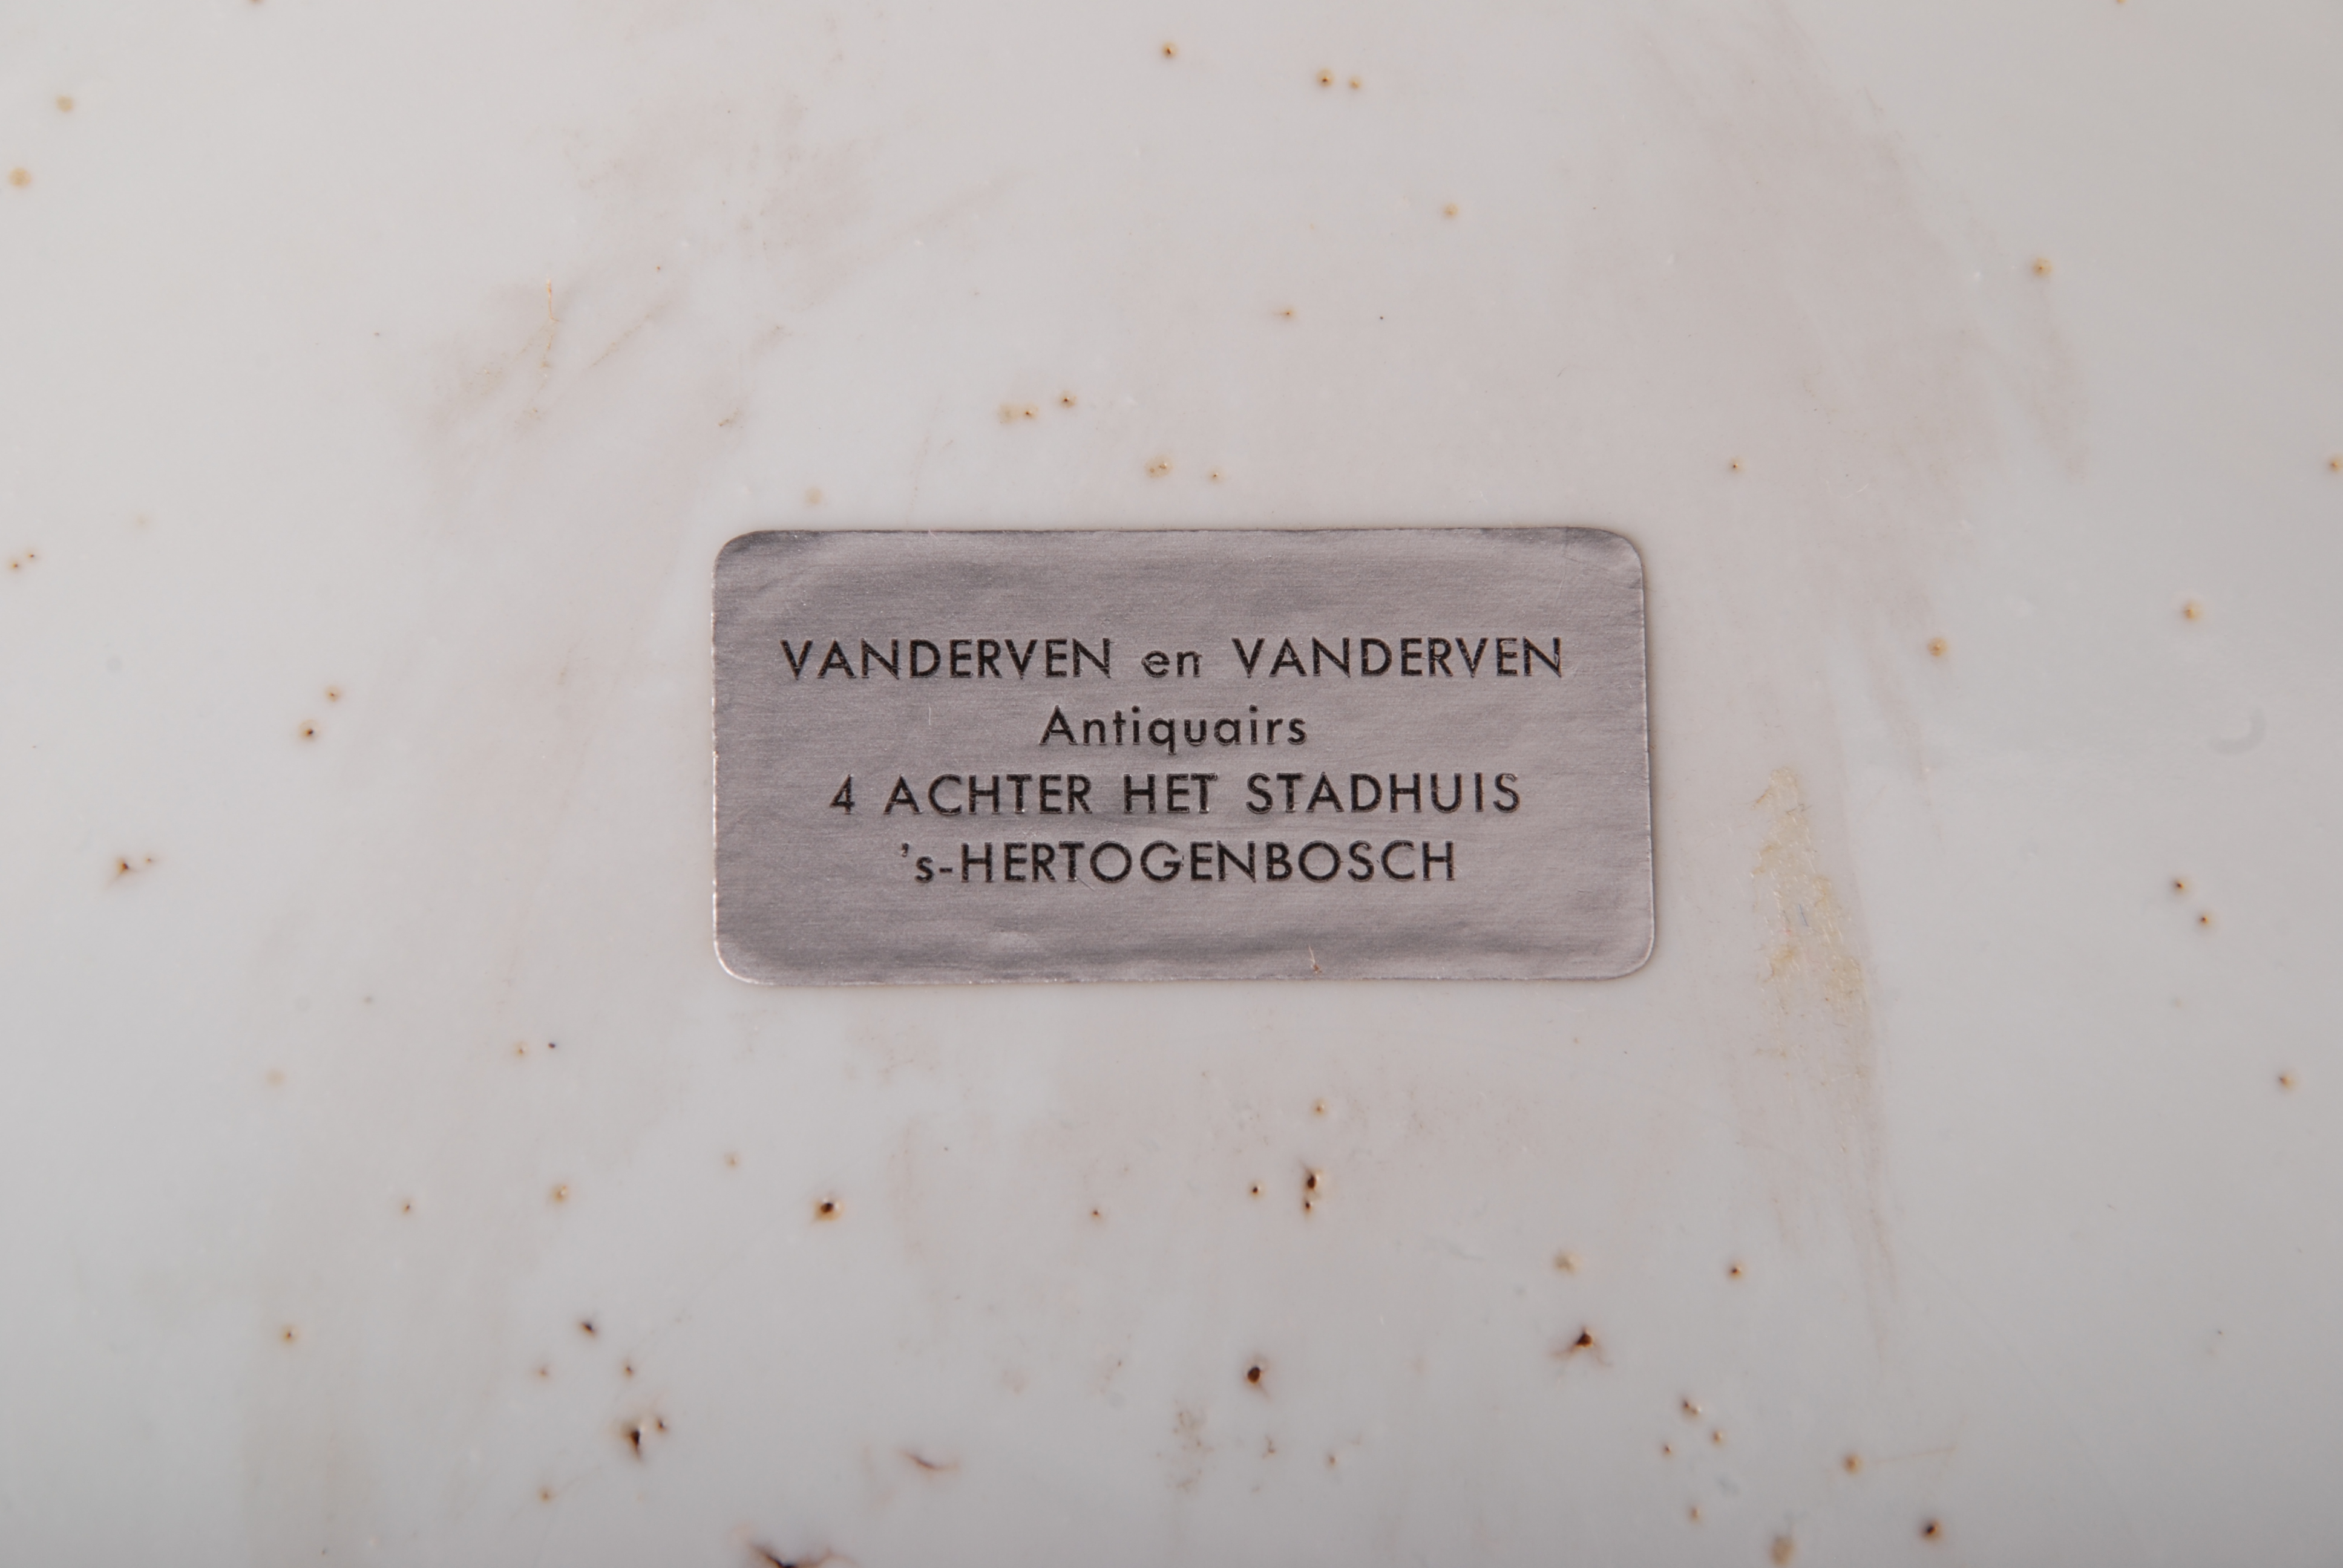 VANDERVEN en VANDERVEN
Antiquairs
4 ACHTER HET STADHUIS
's-HERTOGENBOSCH